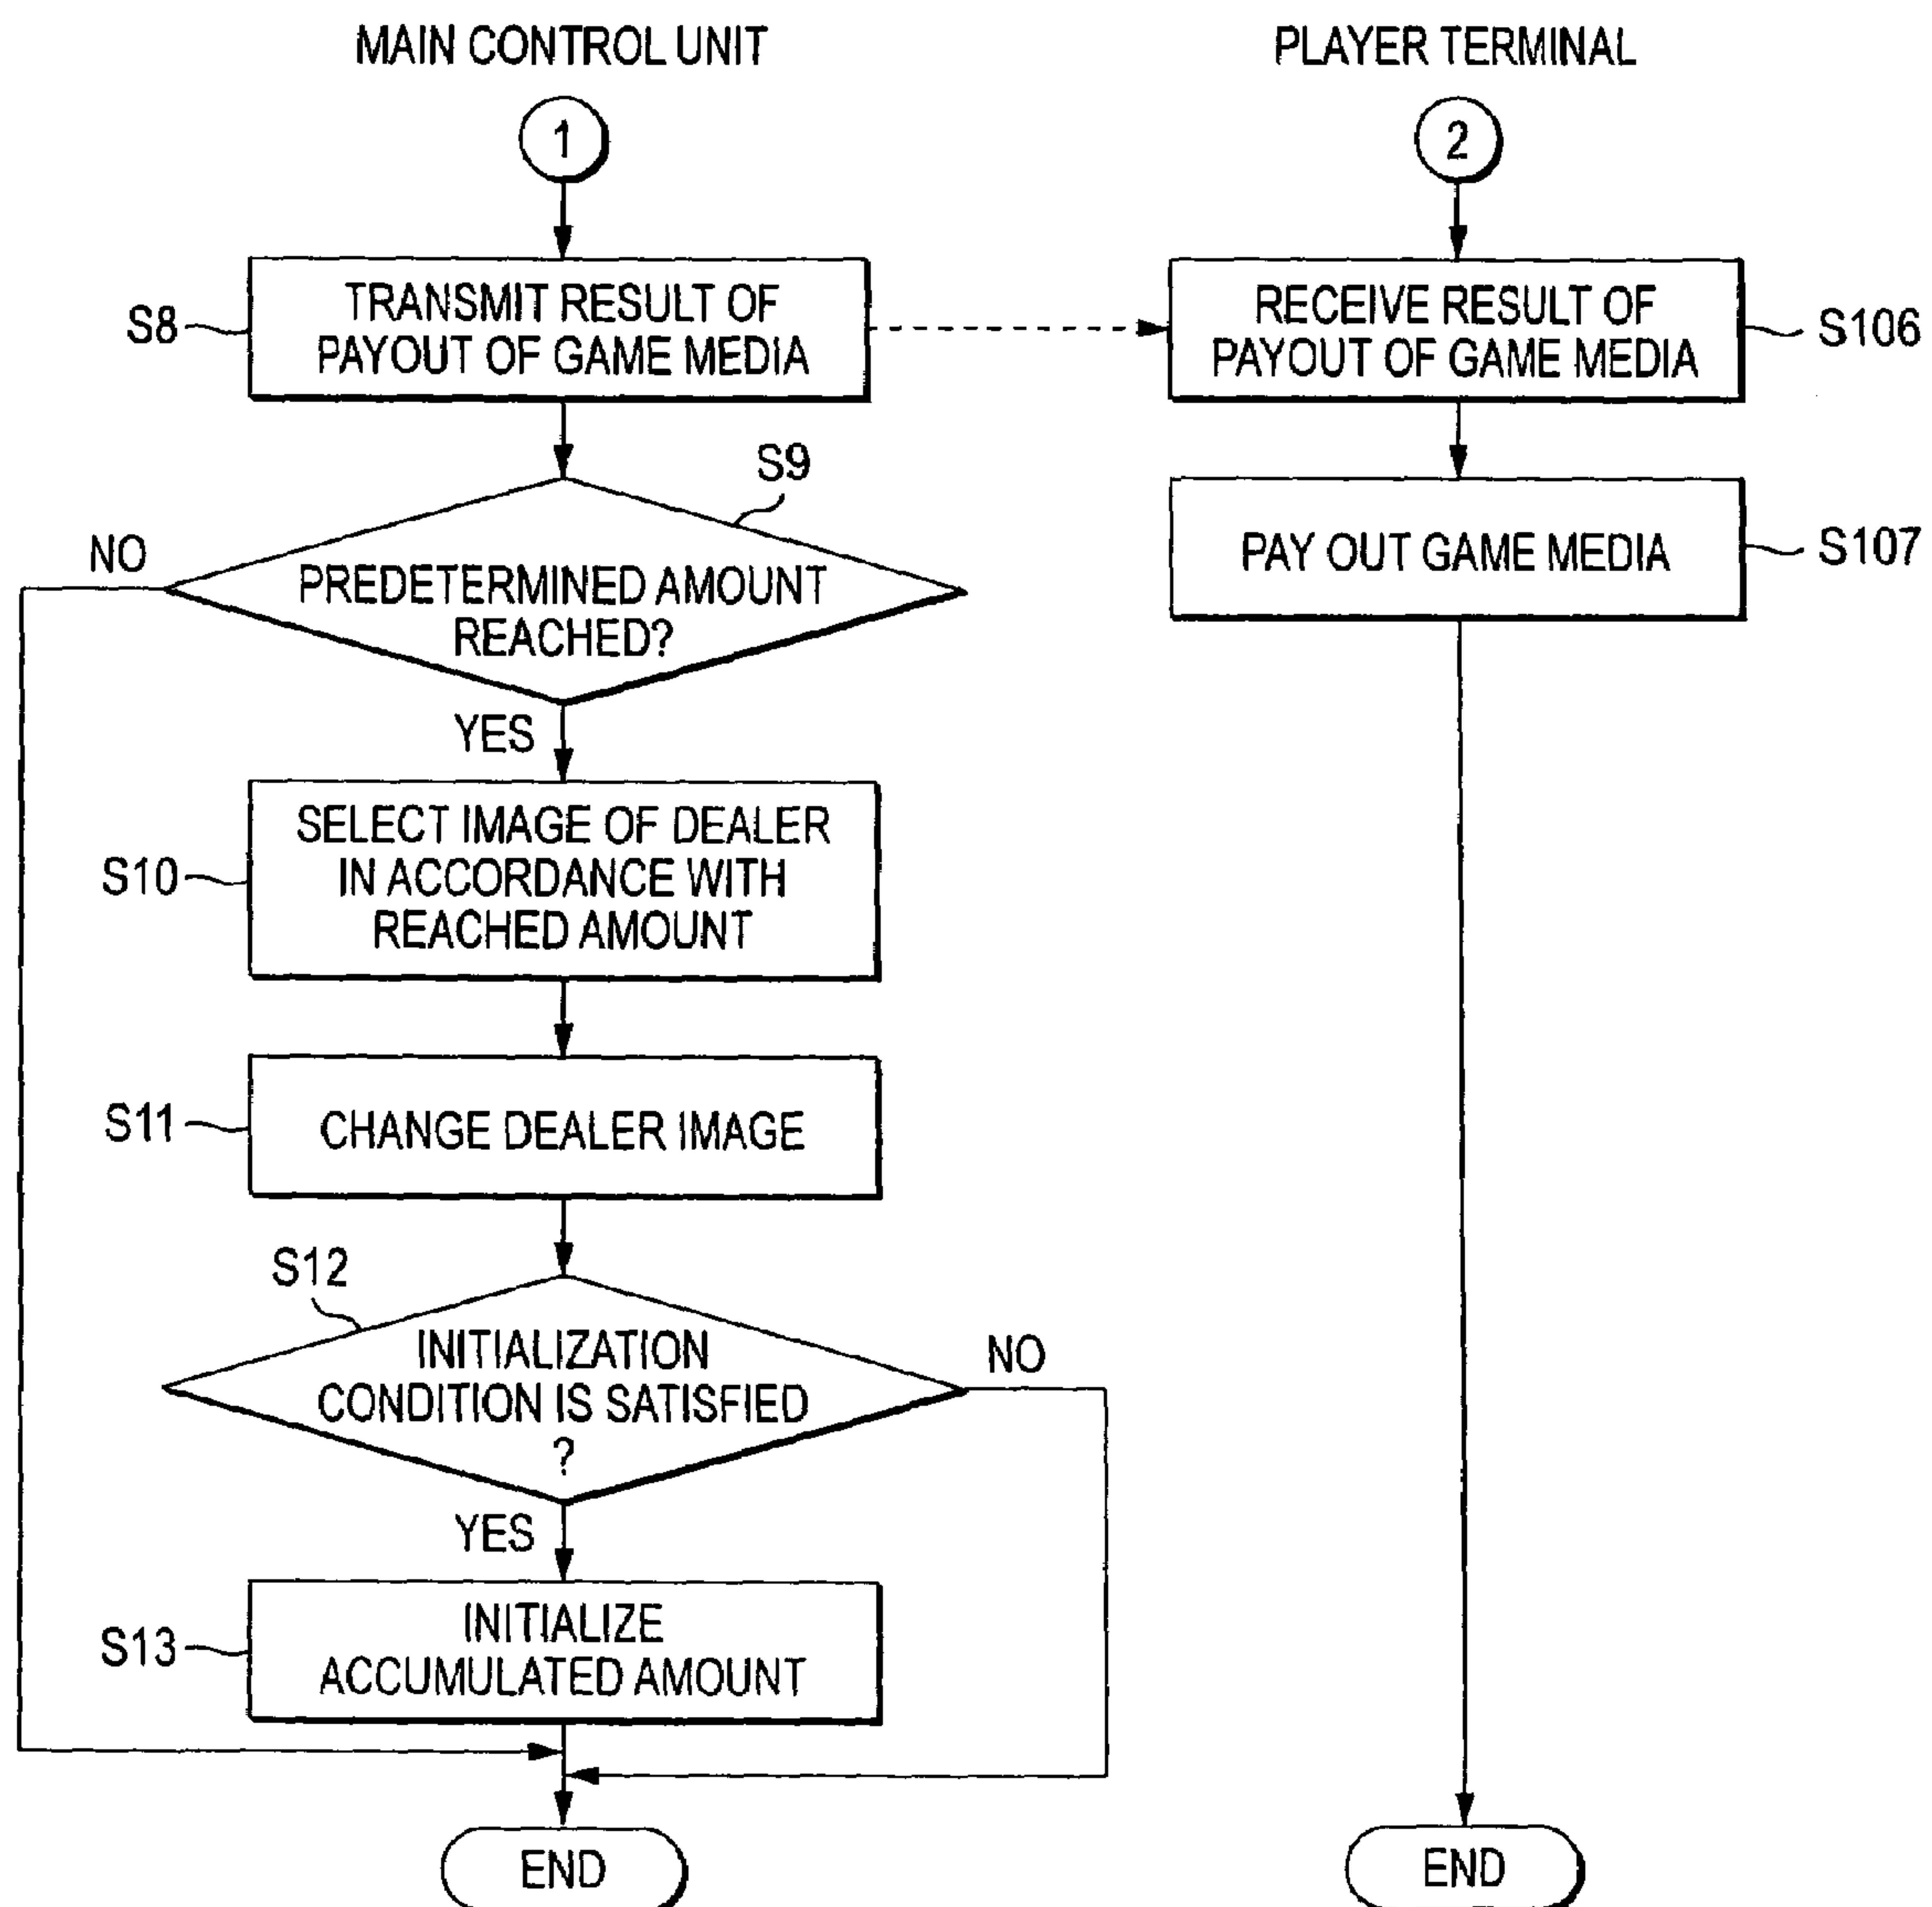 MAIN CONTROL UNIT
1
S8
TRANSMIT RESULT OF
PAYOUT OF GAME MEDIA
S9
NO
PREDETERMINED AMOUNT
REACHED?
YES
S10
SELECT IMAGE OF DEALER
IN ACCORDANCE WITH
REACHED AMOUNT
S11
CHANGE DEALER IMAGE
S12
INITIALIZATION
CONDITION IS SATISFIED
?
NO
YES
S13
INITIALIZE
ACCUMULATED AMOUNT
END
PLAYER TERMINAL
2
RECEIVE RESULT OF
PAYOUT OF GAME MEDIA
S106
PAY OUT GAME MEDIA
S107
END